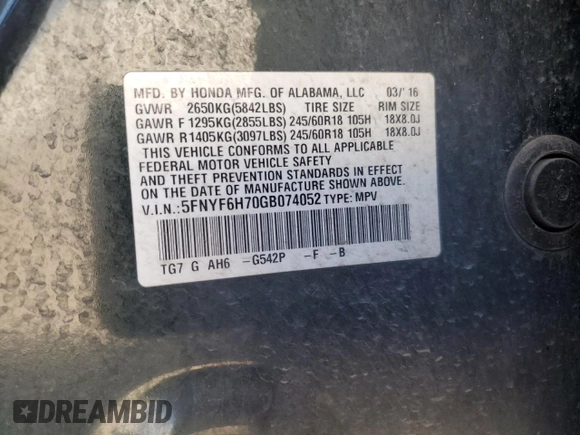 MFD. BY HONDA MFG. OF ALABAMA, LLC 03/'16
GVWR 2650KG(5842LBS) TIRE SIZE RIM SIZE
GAWR F1295KG(2855LBS) 245/60R18 105H 18X8.0J
GAWR R1405KG(3097LBS) 245/60R18 105H 18X8.0J
THIS VEHICLE CONFORMS TO ALL APPLICABLE
FEDERAL MOTOR VEHICLE SAFETY
AND THEFT PREVENTION STANDARDS IN EFFECT
ON THE DATE OF MANUFACTURE SHOWN ABOVE.
V.I.N.:5FNYF6H70GB074052 TYPE: MPV
TG7 G AH6 -G542P -F -B
DREAMBID